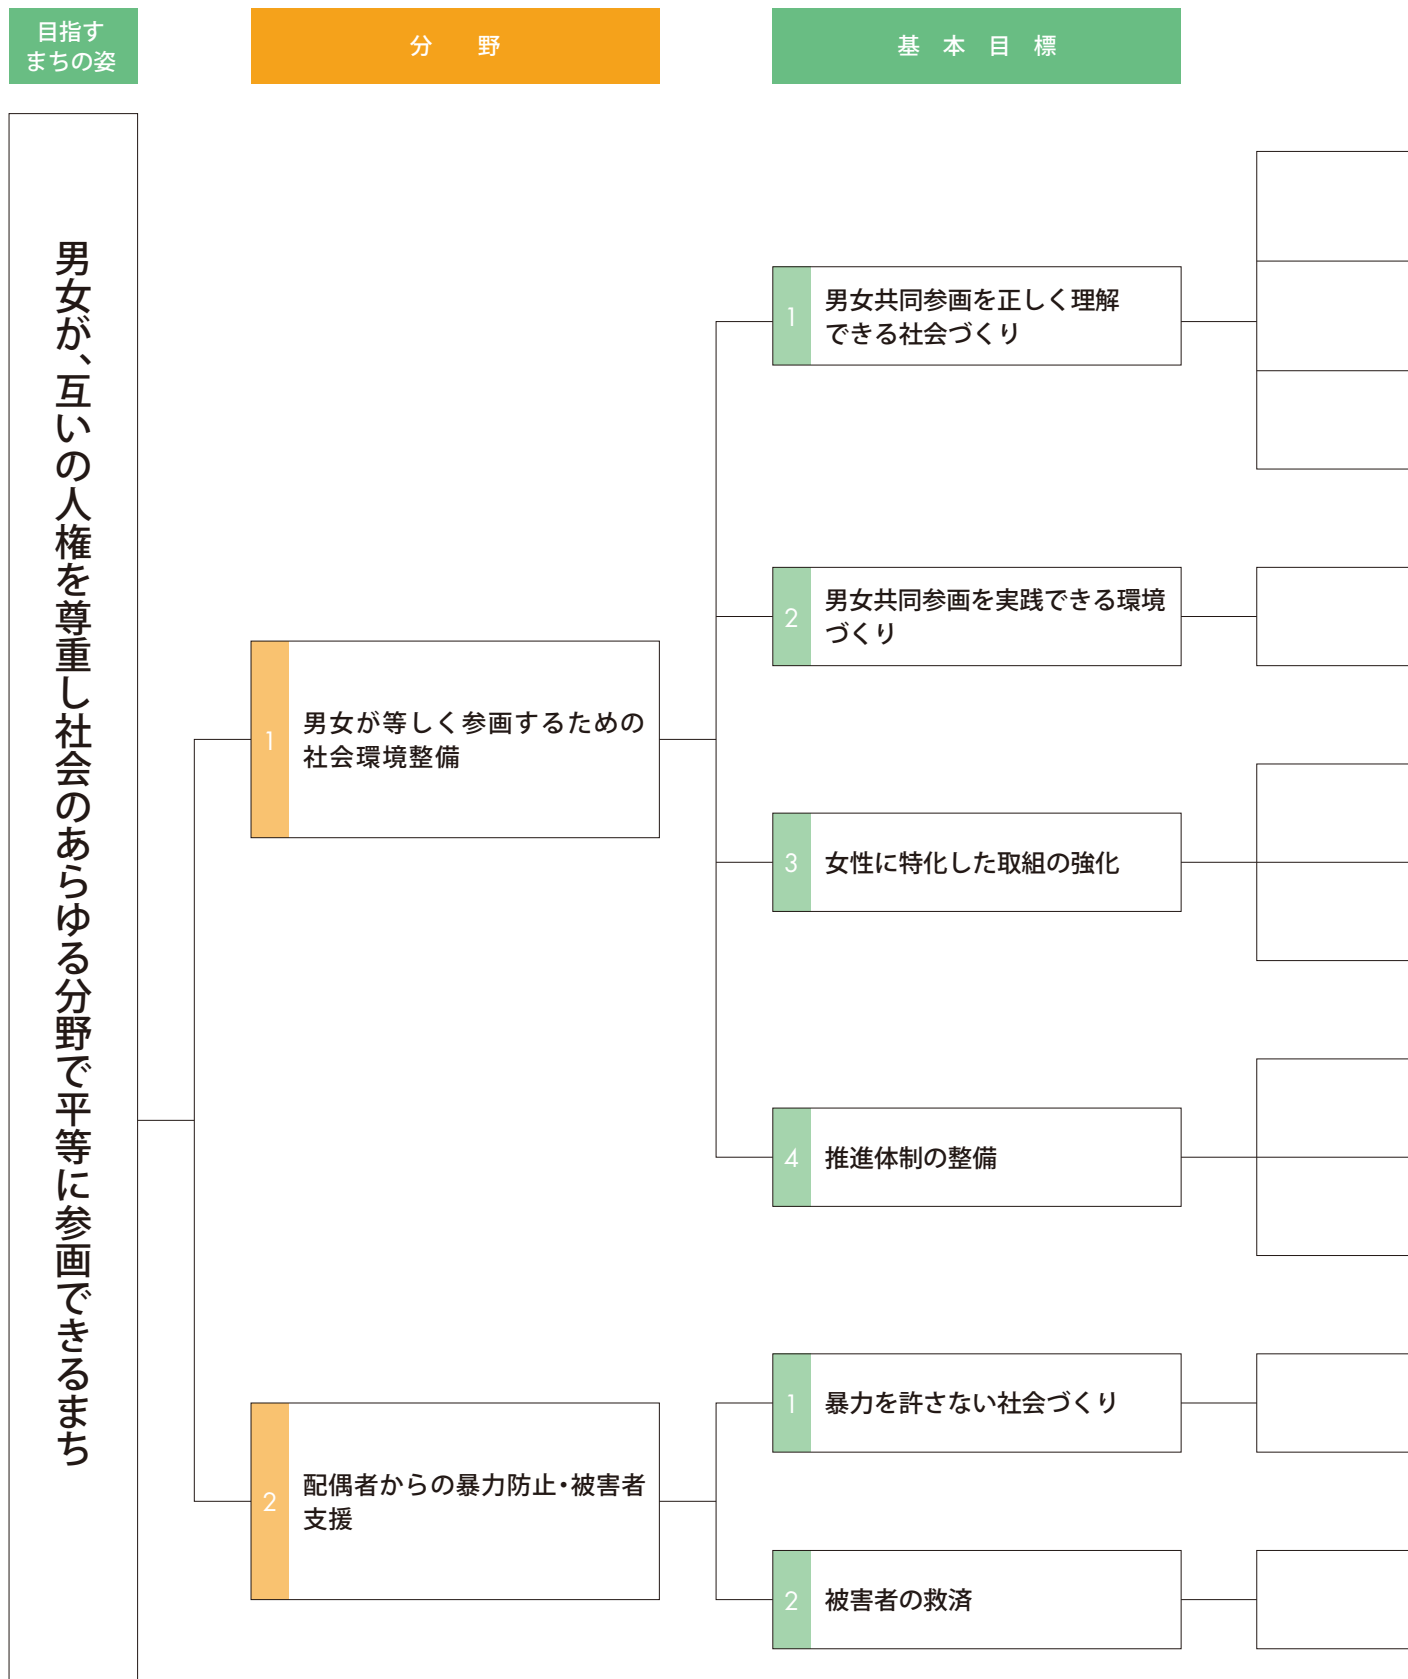 目指す
まちの姿
分 野
基 本 目 標
男女が、互いの人権を尊重し社会のあらゆる分野で平等に参画できるまち
1
男女が等しく参画するための
社会環境整備
1
男女共同参画を正しく理解
できる社会づくり
2
男女共同参画を実践できる環境
づくり
3
女性に特化した取組の強化
4
推進体制の整備
2
配偶者からの暴力防止・被害者
支援
1
暴力を許さない社会づくり
2
被害者の救済